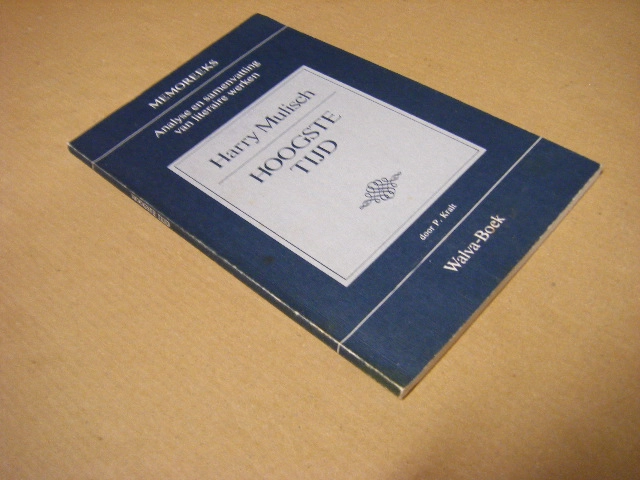 MEMOREEKS
Analyse en samenvatting
van literaire werken
Harry Mulisch
HOOGSTE
TIJD
door P. Kralt
Walva-Boek